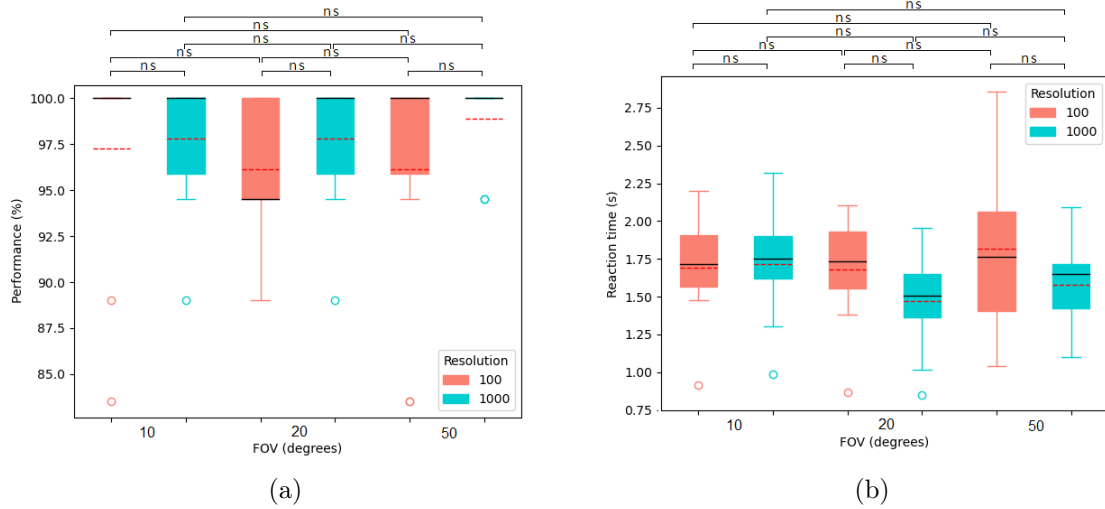 ns
ns
ns
ns
ns
ns
ns
ns
ns
100.0
97.5
95.0
92.5
90.0
87.5
85.0
Performance (%)
Resolution
100
1000
10
20
50
FOV (degrees)
(a)
ns
ns
ns
ns
ns
ns
ns
ns
ns
2.75
2.50
2.25
2.00
1.75
1.50
1.25
1.00
0.75
Reaction time (s)
Resolution
100
1000
10
20
50
FOV (degrees)
(b)